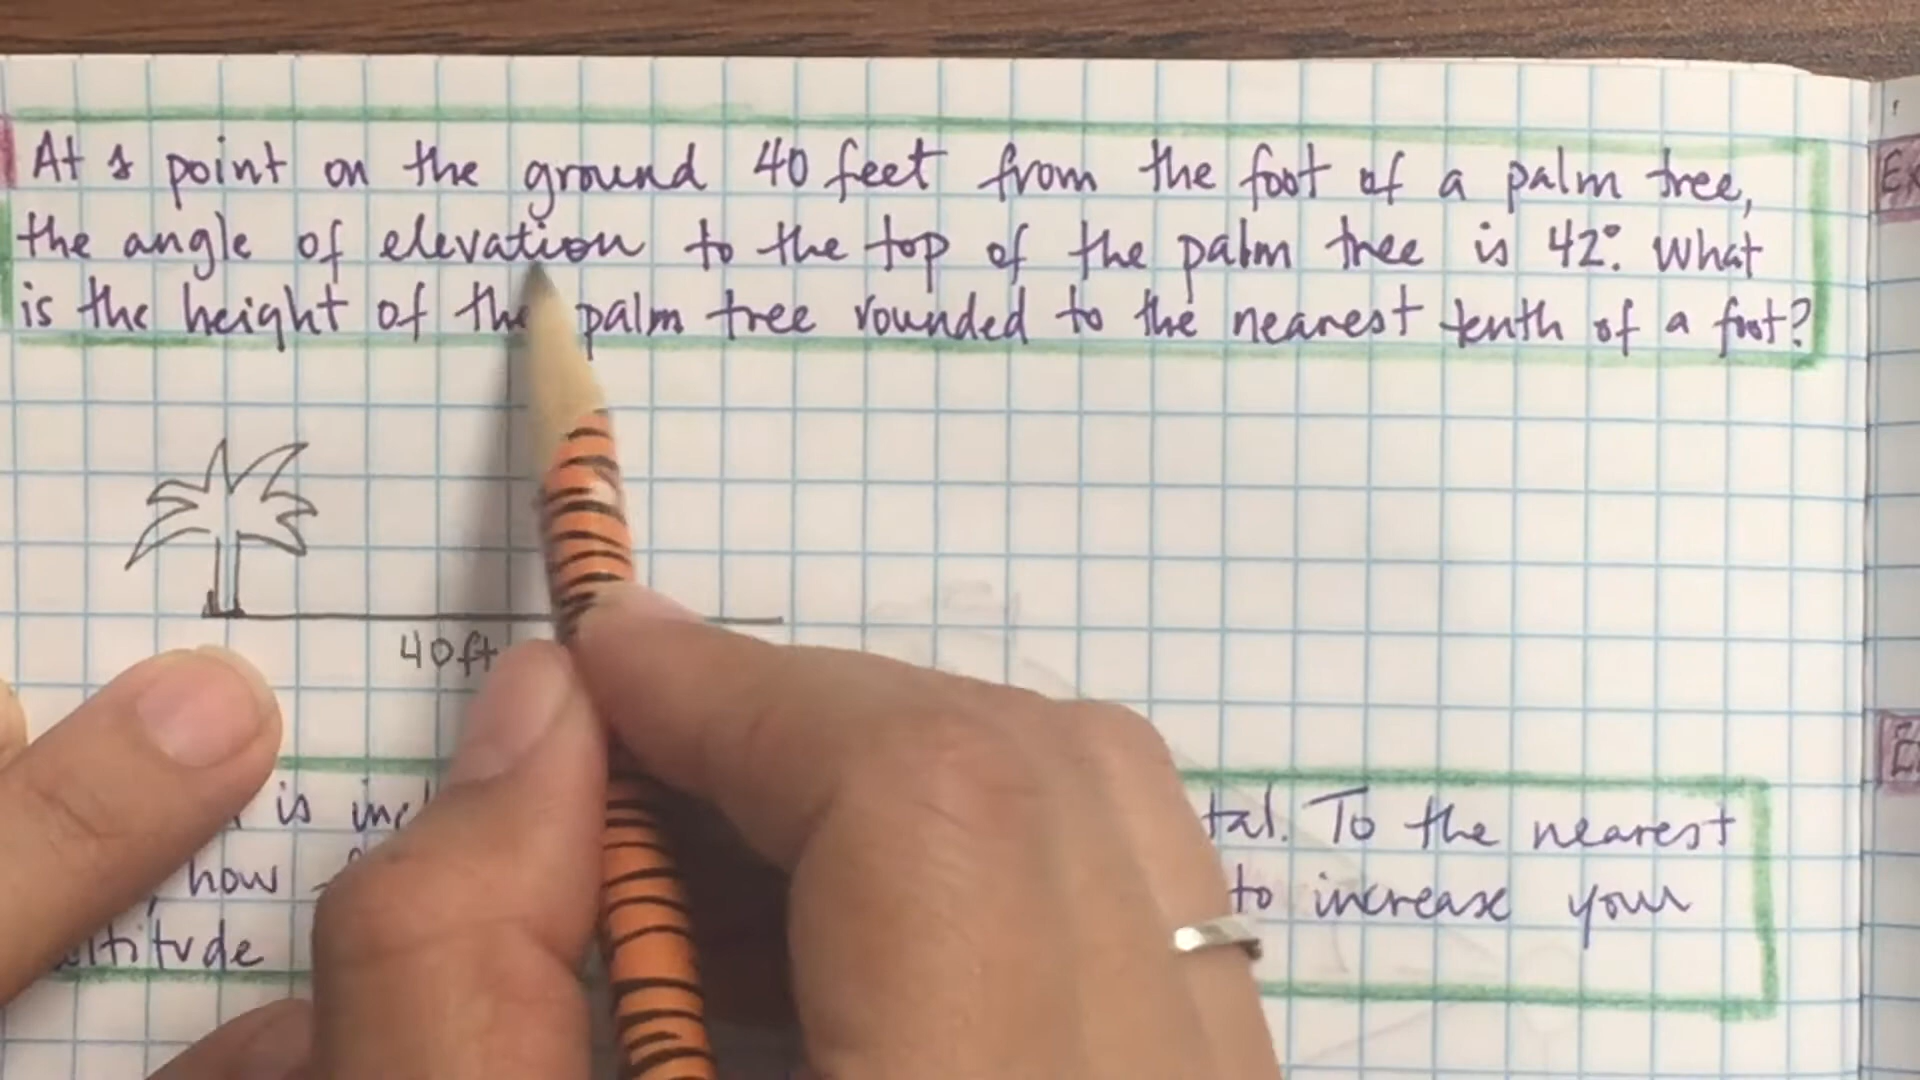 At a point on the ground 40 feet from the foot of a palm tree,
the angle of elevation to the top of the palm tree is 42°. What
is the height of the palm tree rounded to the nearest tenth of a foot?
40ft
is
tal. To the nearest
how
to increase your
Ex